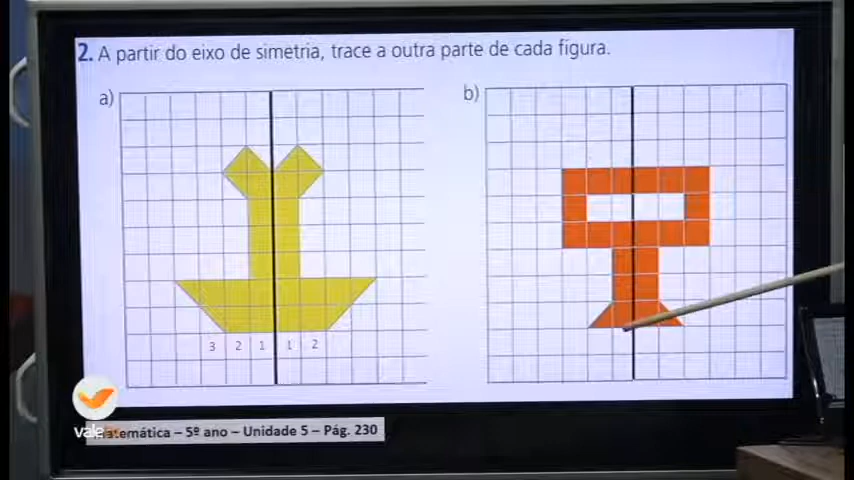 2. A partir do eixo de simetria, trace a outra parte de cada figura.
a)
b)
3 2 1 1 2
vale
Matemática – 5º ano – Unidade 5 – Pág. 230